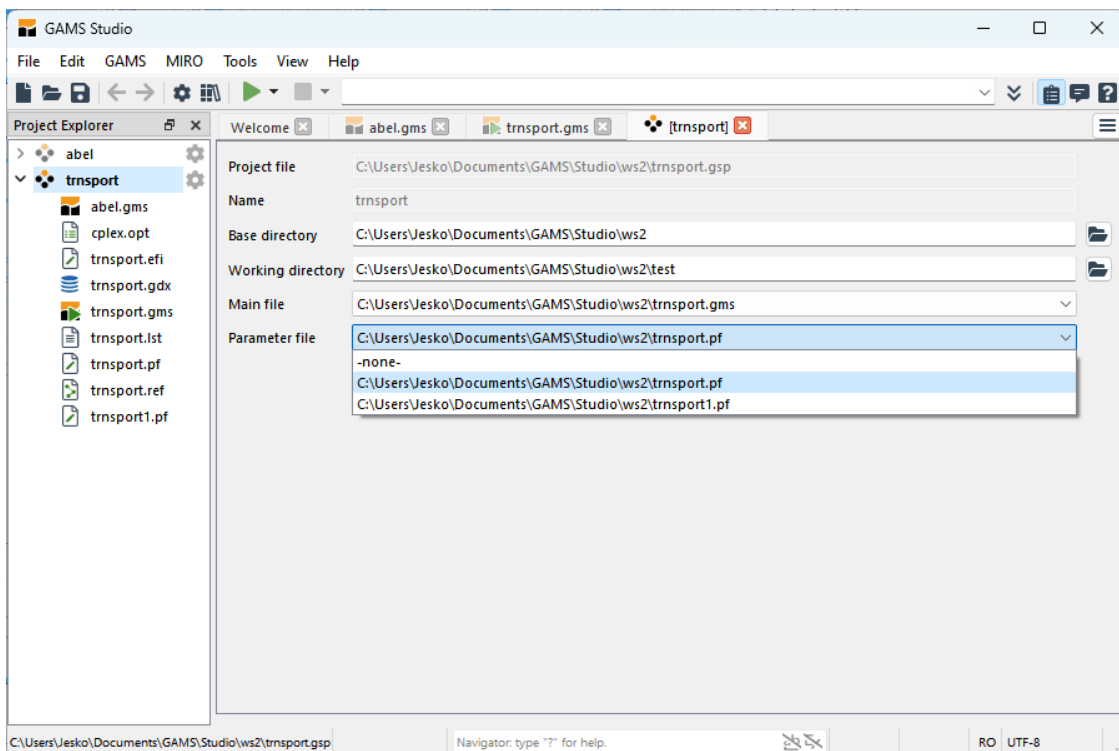 GAMS Studio
File Edit GAMS MIRO Tools View Help
Project Explorer
Welcome abel.gms trnsport.gms [trnsport]
abel
trnsport
abel.gms
cplex.opt
trnsport.efi
trnsport.gdx
trnsport.gms
trnsport.lst
trnsport.pf
trnsport.ref
trnsport1.pf
Project file C:\Users\Jesko\Documents\GAMS\Studio\ws2\trnsport.gsp
Name trnsport
Base directory C:\Users\Jesko\Documents\GAMS\Studio\ws2
Working directory C:\Users\Jesko\Documents\GAMS\Studio\ws2\test
Main file C:\Users\Jesko\Documents\GAMS\Studio\ws2\trnsport.gms
Parameter file C:\Users\Jesko\Documents\GAMS\Studio\ws2\trnsport.pf
-none-
C:\Users\Jesko\Documents\GAMS\Studio\ws2\trnsport.pf
C:\Users\Jesko\Documents\GAMS\Studio\ws2\trnsport1.pf
C:\Users\Jesko\Documents\GAMS\Studio\ws2\trnsport.gsp Navigator: type "?" for help. RO UTF-8